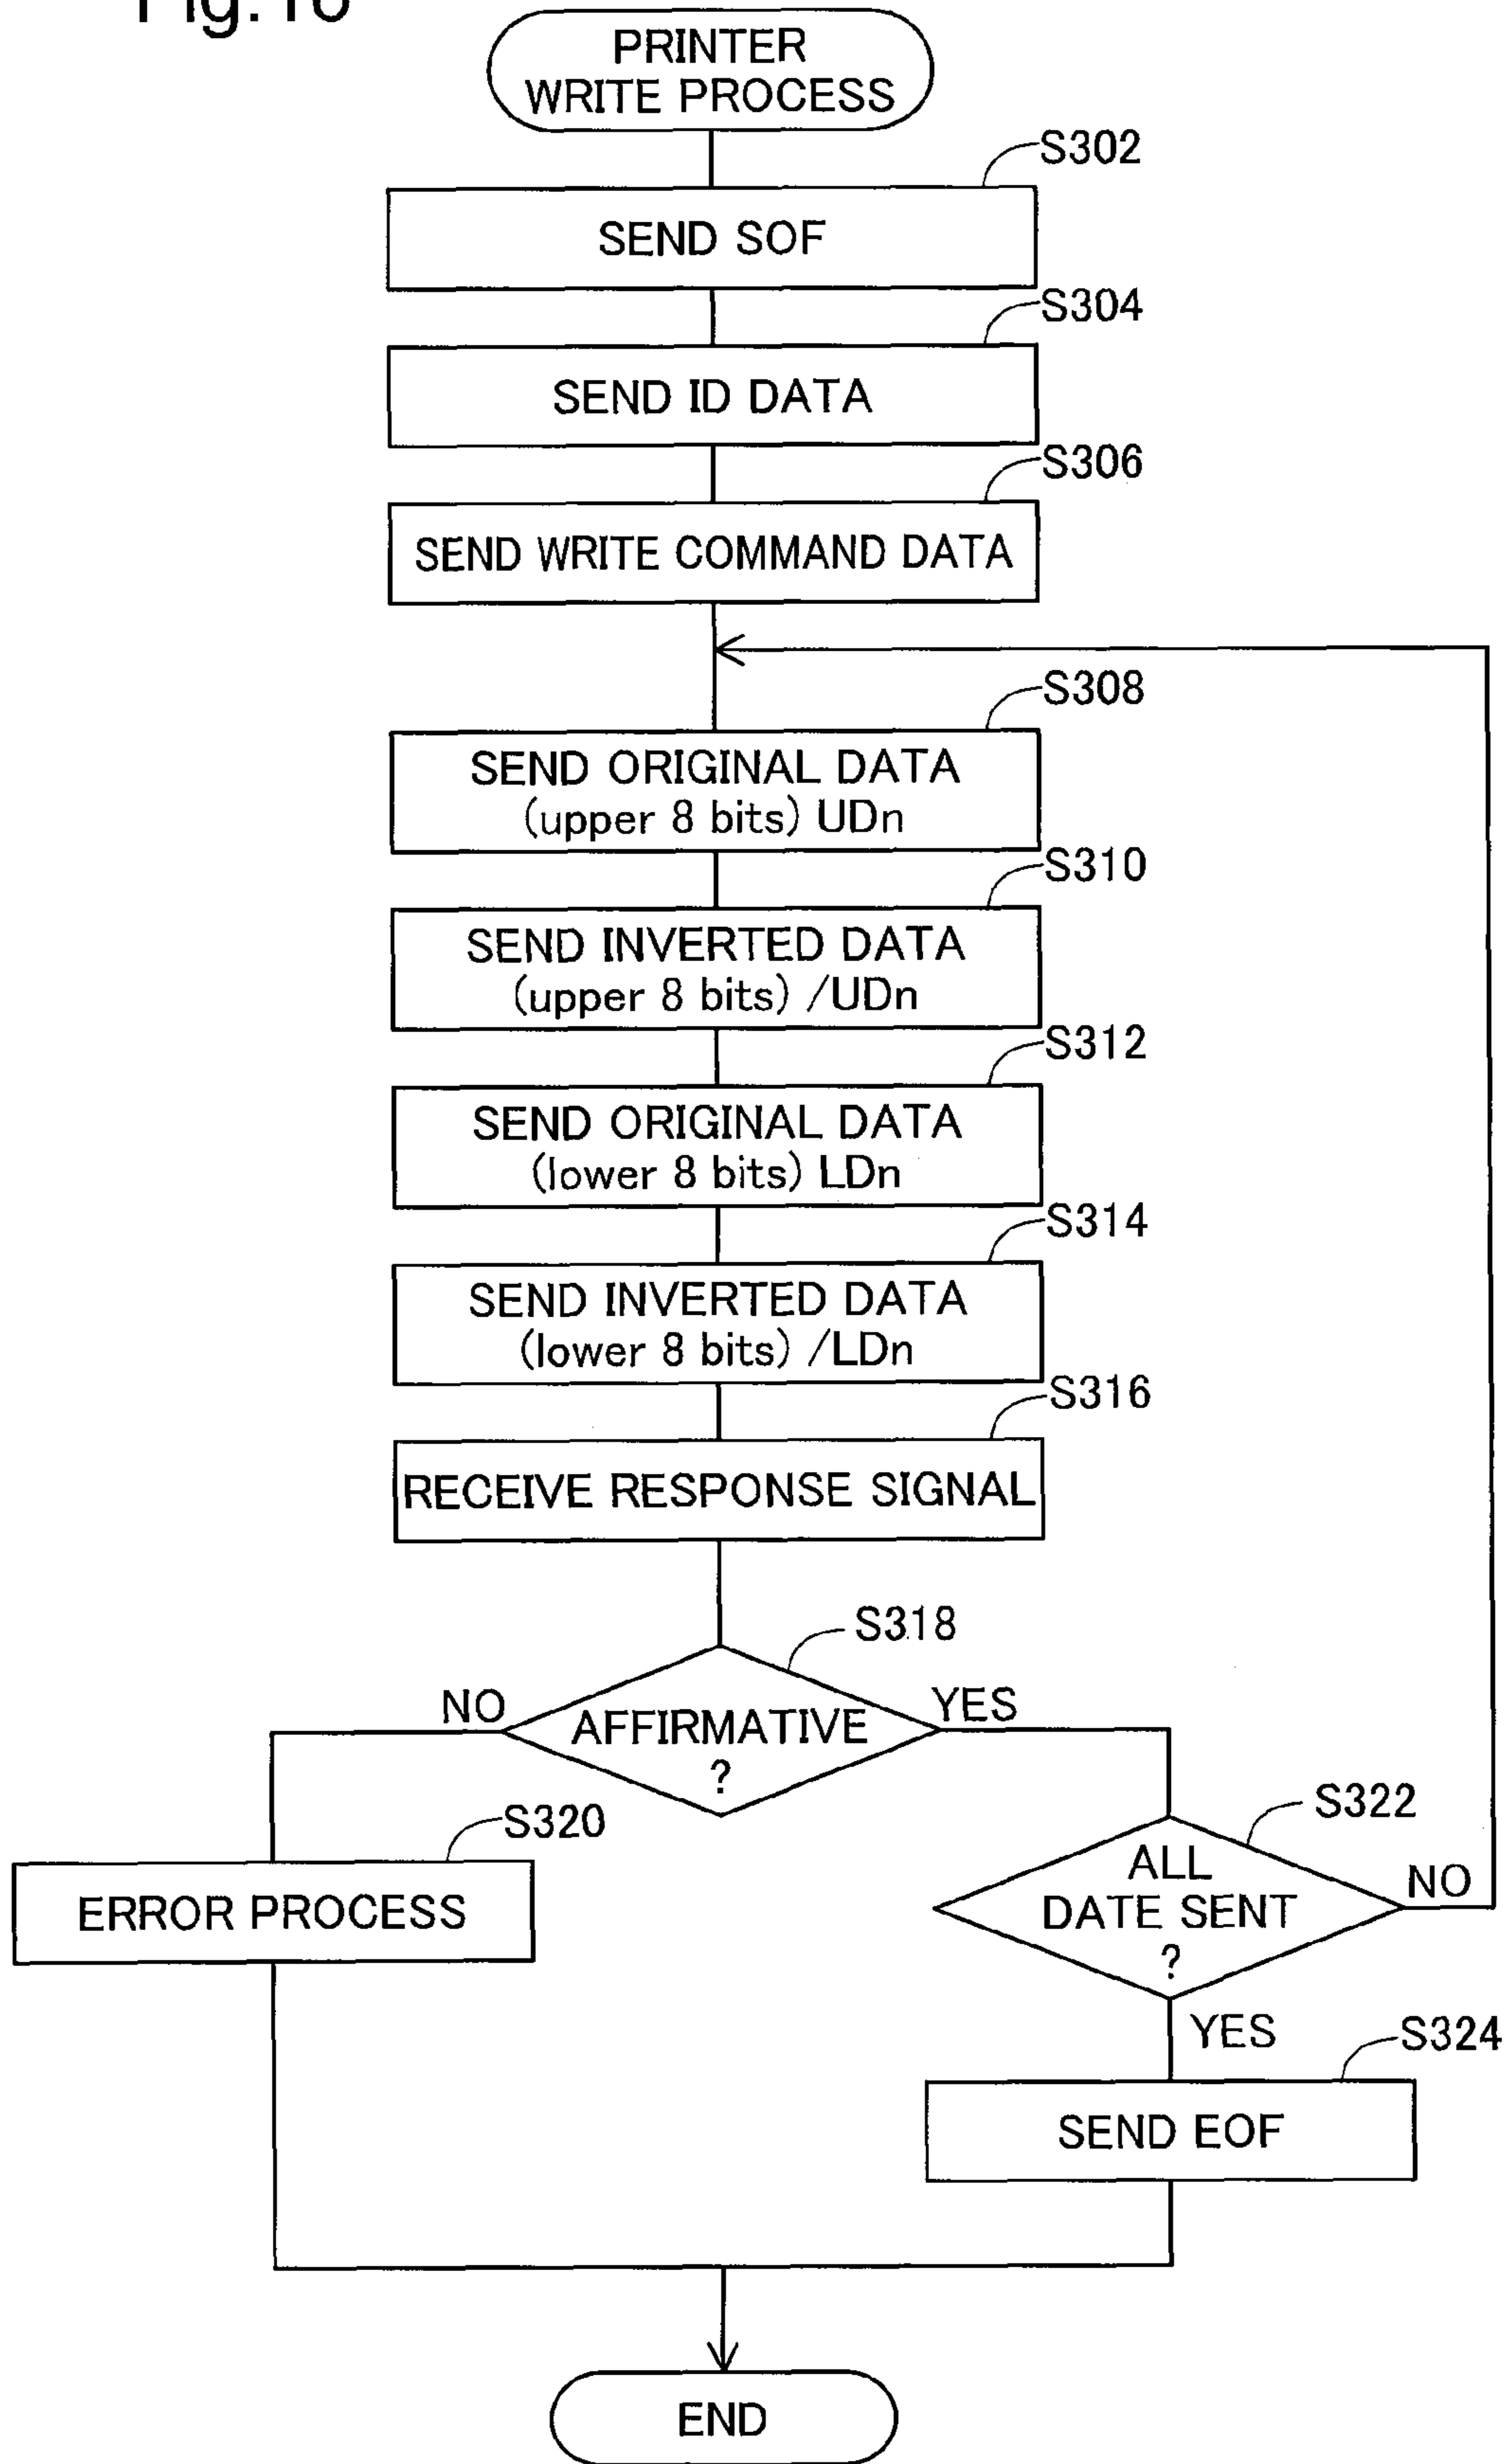 PRINTER
WRITE PROCESS
S302
SEND SOF
S304
SEND ID DATA
S306
SEND WRITE COMMAND DATA
S308
SEND ORIGINAL DATA
(upper 8 bits) UDn
S310
SEND INVERTED DATA
(upper 8 bits) /UDn
S312
SEND ORIGINAL DATA
(lower 8 bits) LDn
S314
SEND INVERTED DATA
(lower 8 bits) /LDn
S316
RECEIVE RESPONSE SIGNAL
S318
NO
AFFIRMATIVE
?
YES
S320
ERROR PROCESS
S322
ALL
DATE SENT
?
NO
YES
S324
SEND EOF
END